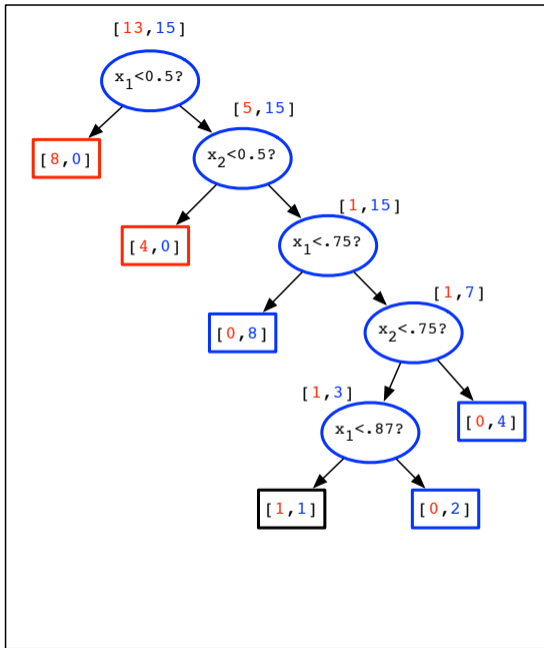 [13,15]
x1<0.5?
[5,15]
[8,0]
x2<0.5?
[1,15]
[4,0]
x1<.75?
[1,7]
[0,8]
x2<.75?
[1,3]
[0,4]
x1<.87?
[1,1]
[0,2]